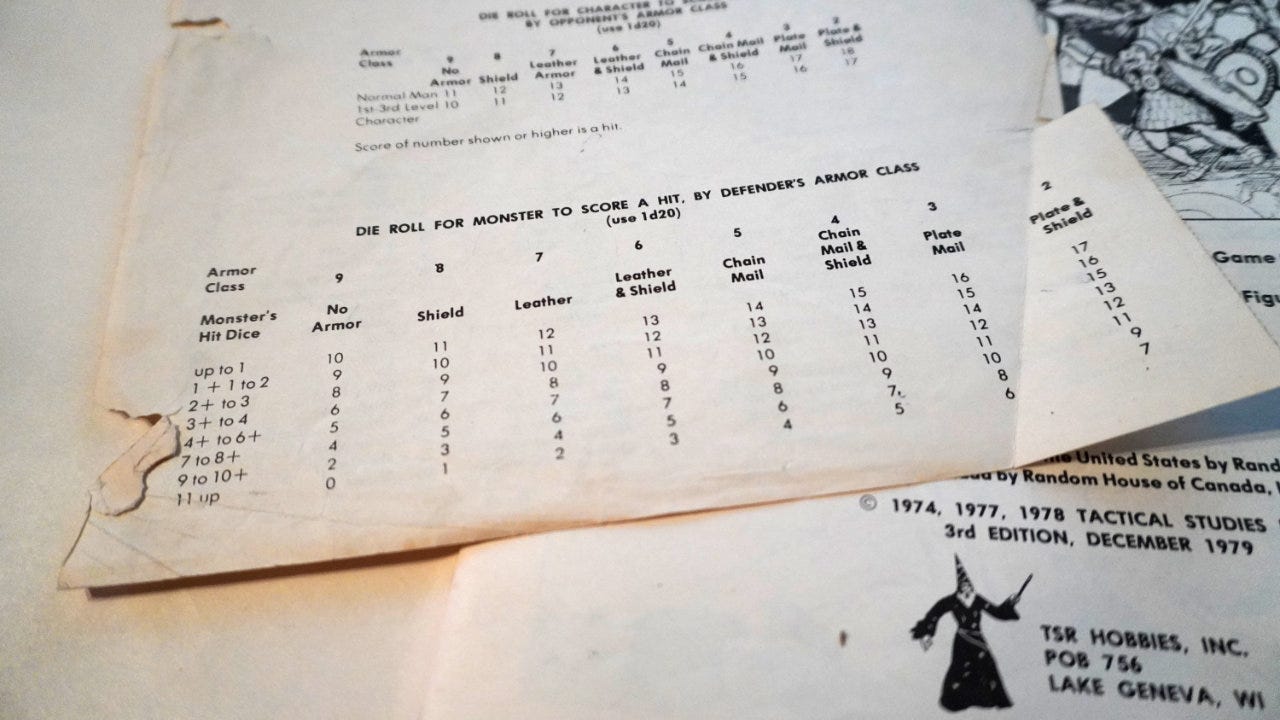 DIE ROLL FOR CHARACTER TO
BY OPPONENT'S ARMOR CLASS
(use 1d20)
Armor Class 9 No Armor 8 Shield 7 Leather Armor 6 Leather & Shield 5 Chain Mail 4 Chain Mail & Shield 3 Plate Mail 2 Plate & Shield
Normal Man 11 12 13 14 15 16 17 18
1st-3rd Level 10 11 12 13 14 15 16 17
Character
Score of number shown or higher is a hit.
DIE ROLL FOR MONSTER TO SCORE A HIT, BY DEFENDER'S ARMOR CLASS
(use 1d20)
Armor Class 9 8 7 6 5 4 3 2
Monster's Hit Dice No Armor Shield Leather Leather & Shield Chain Mail Chain Mail & Shield Plate Mail Plate & Shield
up to 1 10 11 12 13 14 15 16 17
1 + 1 to 2 9 10 11 12 13 14 15 16
2+ to 3 8 9 10 11 12 13 14 15
3+ to 4 6 7 8 9 10 11 12 13
4+ to 6+ 5 6 7 8 9 10 11 12
7 to 8+ 4 5 6 7 8 9 10 11
9 to 10+ 2 3 4 5 6 7 8 9
11 up 0 1 2 3 4 5 6 7
Game
United States by Rand
by Random House of Canada,
© 1974, 1977, 1978 TACTICAL STUDIES
3rd EDITION, DECEMBER 1979
TSR HOBBIES, INC.
POB 756
LAKE GENEVA, WI